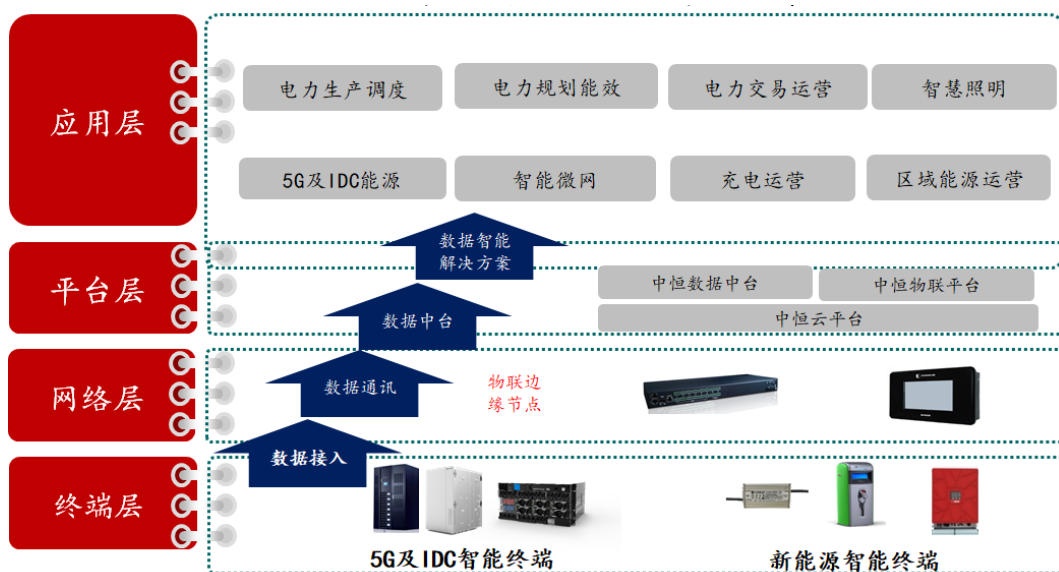 应用层
电力生产调度
电力规划能效
电力交易运营
智慧照明
5G及IDC能源
智能微网
充电运营
区域能源运营
数据智能
解决方案
平台层
中恒数据中台
中恒物联平台
数据中台
中恒云平台
网络层
数据通讯
物联边
缘节点
数据接入
终端层
5G及IDC智能终端
新能源智能终端